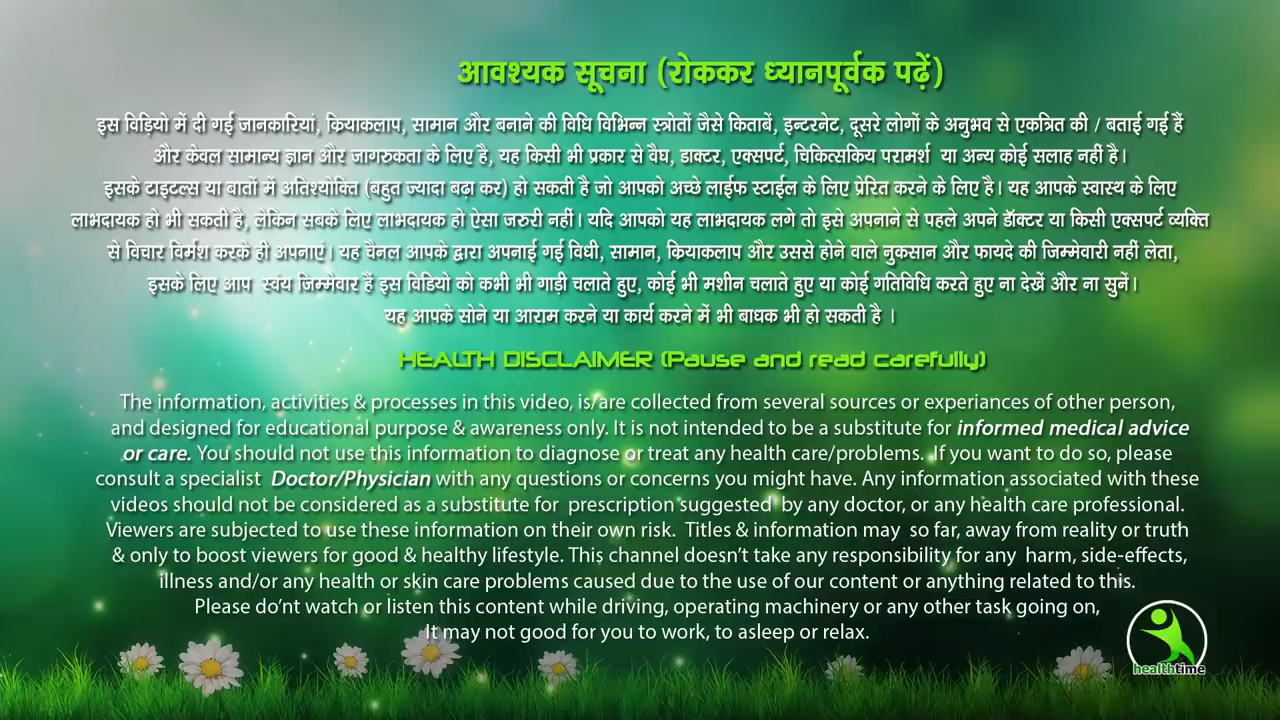 आवश्यक सूचना (रोककर ध्यानपूर्वक पढ़ें)
इस विड़ियो में दी गई जानकारियां, क्रियाकलाप, सामान और बनाने की विधि विभिन्न स्त्रोतों जैसे किताबें, इन्टरनेट, दूसरे लोगों के अनुभव से एकत्रित की / बताई गई हैं
और केवल सामान्य ज्ञान और जागरुकता के लिए है, यह किसी भी प्रकार से वैघ, डाक्टर, एक्सपर्ट, चिकित्सकिय परामर्श या अन्य कोई सलाह नहीं है।
इसके टाइटल्स या बातों में अतिश्योक्ति (बहुत ज्यादा बढ़ा कर) हो सकती है जो आपको अच्छे लाईफ स्टाईल के लिए प्रेरित करने के लिए है। यह आपके स्वास्थ के लिए
लाभदायक हो भी सकती है, लेकिन सबके लिए लाभदायक हो ऐसा जरुरी नहीं। यदि आपको यह लाभदायक लगे तो इसे अपनाने से पहले अपने डॉक्टर या किसी एक्सपर्ट व्यक्ति
से विचार विर्मश करके ही अपनाएं। यह चैनल आपके द्वारा अपनाई गई विधी, सामान, क्रियाकलाप और उससे होने वाले नुकसान और फायदे की जिम्मेवारी नहीं लेता,
इसके लिए आप स्वंय जिम्मेवार हैं इस विडियो को कभी भी गाड़ी चलाते हुए, कोई भी मशीन चलाते हुए या कोई गतिविधि करते हुए ना देखें और ना सुनें।
यह आपके सोने या आराम करने या कार्य करने में भी बाधक भी हो सकती है ।
HEALTH DISCLAIMER (Pause and read carefully)
The information, activities & processes in this video, is/are collected from several sources or experiances of other person,
and designed for educational purpose & awareness only. It is not intended to be a substitute for informed medical advice
or care. You should not use this information to diagnose or treat any health care/problems. If you want to do so, please
consult a specialist Doctor/Physician with any questions or concerns you might have. Any information associated with these
videos should not be considered as a substitute for prescription suggested by any doctor, or any health care professional.
Viewers are subjected to use these information on their own risk. Titles & information may so far, away from reality or truth
& only to boost viewers for good & healthy lifestyle. This channel doesn't take any responsibility for any harm, side-effects,
illness and/or any health or skin care problems caused due to the use of our content or anything related to this.
Please do'nt watch or listen this content while driving, operating machinery or any other task going on,
It may not good for you to work, to asleep or relax.
healthtime